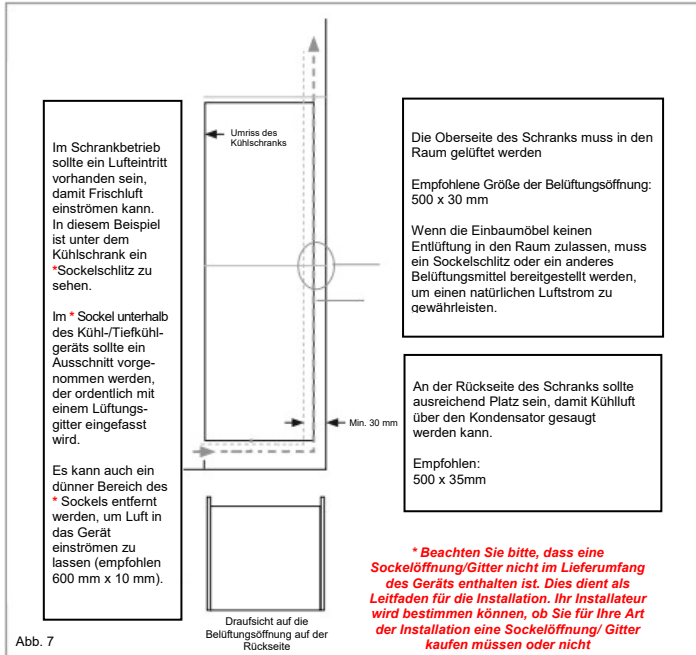 Im Schrankbetrieb
sollte ein Lufteintritt
vorhanden sein,
damit Frischluft
einströmen kann.
In diesem Beispiel
ist unter dem
Kühlschrank ein
*Sockelschlitz zu
sehen.
Im * Sockel unterhalb
des Kühl-/Tiefkühl-
geräts sollte ein
Ausschnitt vorge-
nommen werden,
der ordentlich mit
einem Lüftungs-
gitter eingefasst
wird.
Es kann auch ein
dünner Bereich des
* Sockels entfernt
werden, um Luft in
das Gerät
einströmen zu
lassen (empfohlen
600 mm x 10 mm).
Umriss des
Kühlschranks
Min. 30 mm
Draufsicht auf die
Belüftungsöffnung auf der
Rückseite
Die Oberseite des Schranks muss in den
Raum gelüftet werden
Empfohlene Größe der Belüftungsöffnung:
500 x 30 mm
Wenn die Einbaumöbel keinen
Entlüftung in den Raum zulassen, muss
ein Sockelschlitz oder ein anderes
Belüftungsmittel bereitgestellt werden,
um einen natürlichen Luftstrom zu
gewährleisten.
An der Rückseite des Schranks sollte
ausreichend Platz sein, damit Kühlluft
über den Kondensator gesaugt
werden kann.
Empfohlen:
500 x 35mm
* Beachten Sie bitte, dass eine
Sockelöffnung/Gitter nicht im Lieferumfang
des Geräts enthalten ist. Dies dient als
Leitfaden für die Installation. Ihr Installateur
wird bestimmen können, ob Sie für Ihre Art
der Installation eine Sockelöffnung/ Gitter
kaufen müssen oder nicht
Abb. 7